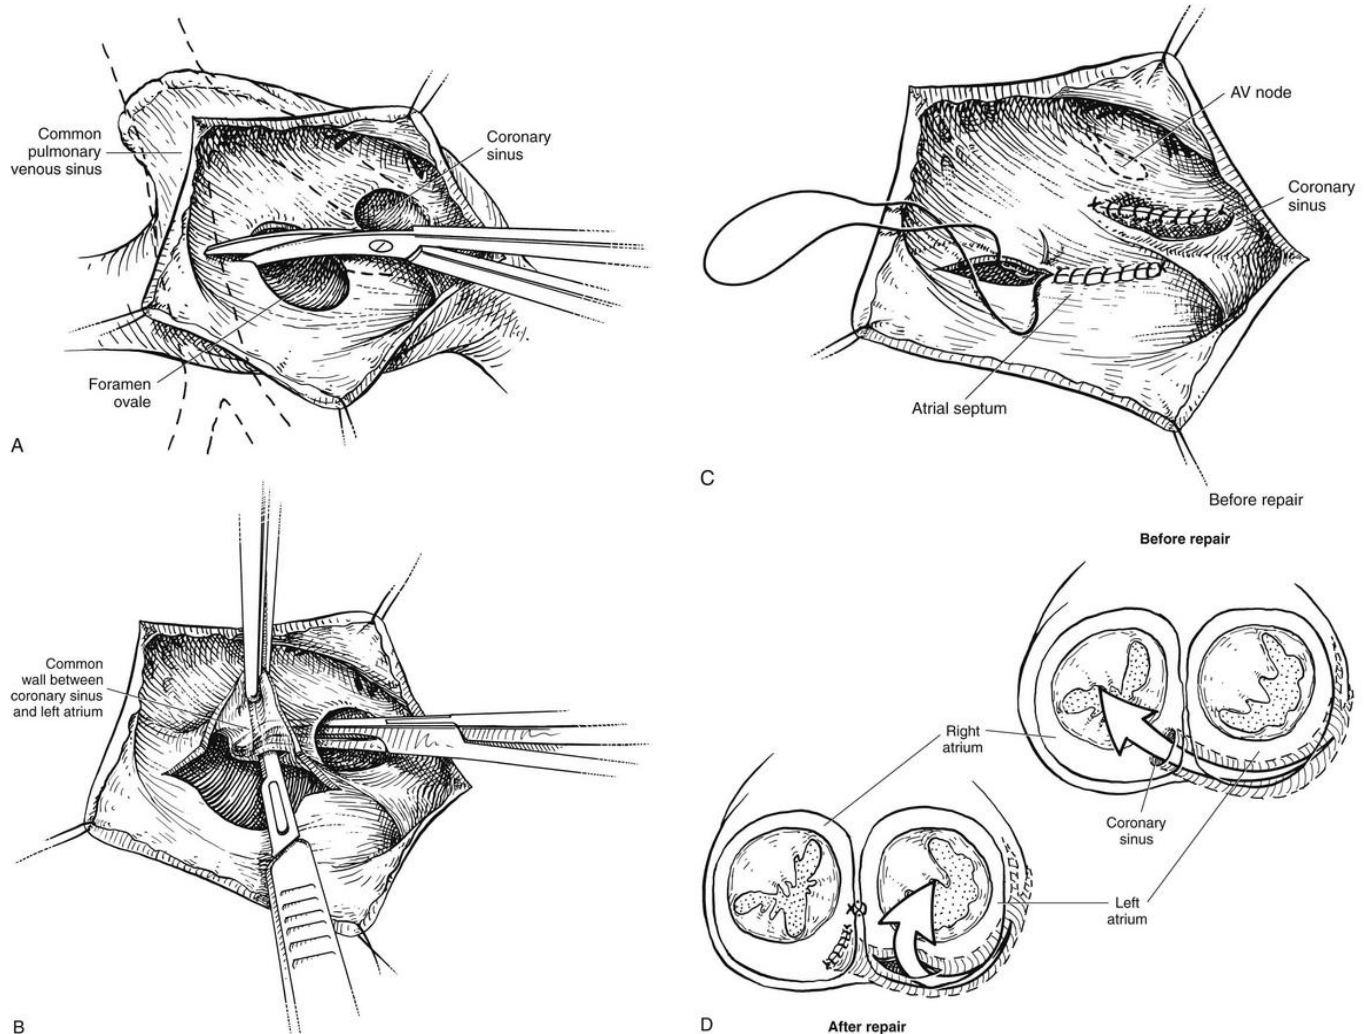 Common
pulmonary
venous sinus
Coronary
sinus
Foramen
ovale
A
AV node
Coronary
sinus
Atrial septum
C
Before repair
Common
wall between
coronary sinus
and left atrium
B
Before repair
Right
atrium
Coronary
sinus
Left
atrium
D
After repair